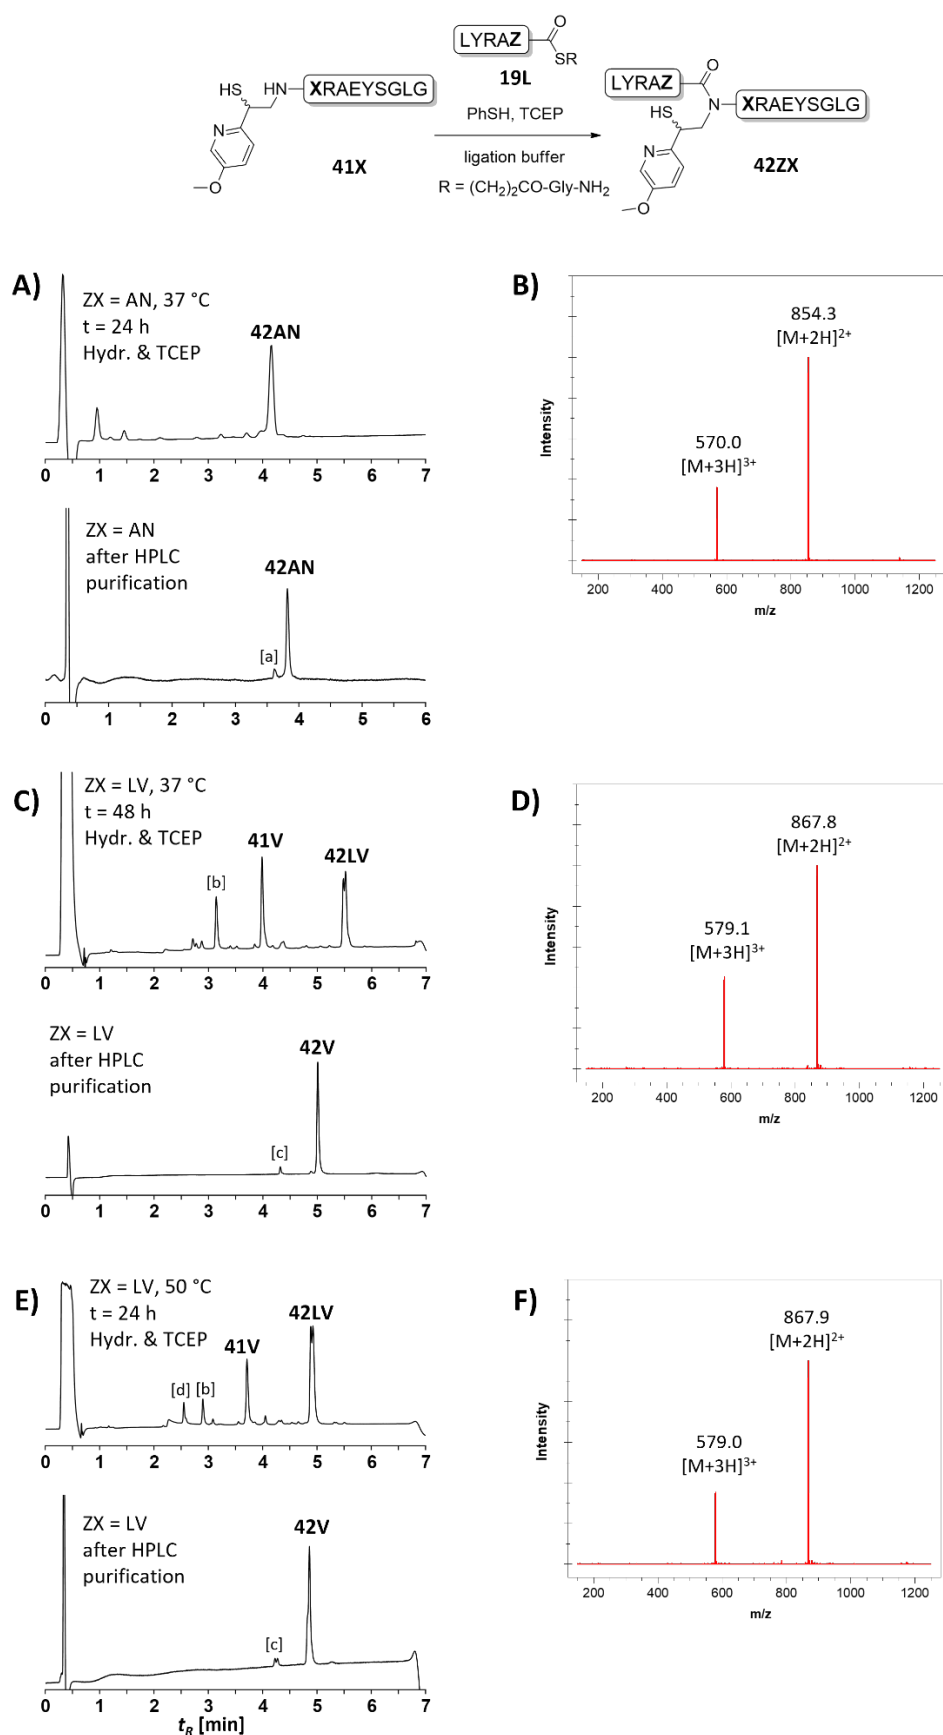 LYRAZ
O
SR
19L
HS
HN
XRAEYSGLG
N
O
41X
PhSH, TCEP
ligation buffer
R = (CH2)2CO-Gly-NH2
LYRAZ
O
HS
N
XRAEYSGLG
N
O
42ZX
A)
ZX = AN, 37 °C
t = 24 h
Hydr. & TCEP
42AN
0 1 2 3 4 5 6 7
ZX = AN
after HPLC
purification
42AN
[a]
0 1 2 3 4 5 6
B)
854.3
[M+2H]2+
570.0
[M+3H]3+
Intensity
200 400 600 800 1000 1200
m/z
C)
ZX = LV, 37 °C
t = 48 h
Hydr. & TCEP
41V
42LV
[b]
0 1 2 3 4 5 6 7
ZX = LV
after HPLC
purification
42V
[c]
0 1 2 3 4 5 6 7
D)
867.8
[M+2H]2+
579.1
[M+3H]3+
Intensity
200 400 600 800 1000 1200
m/z
E)
ZX = LV, 50 °C
t = 24 h
Hydr. & TCEP
42LV
41V
[d] [b]
0 1 2 3 4 5 6 7
ZX = LV
after HPLC
purification
42V
[c]
0 1 2 3 4 5 6 7
tR [min]
F)
867.9
[M+2H]2+
579.0
[M+3H]3+
Intensity
200 400 600 800 1000 1200
m/z